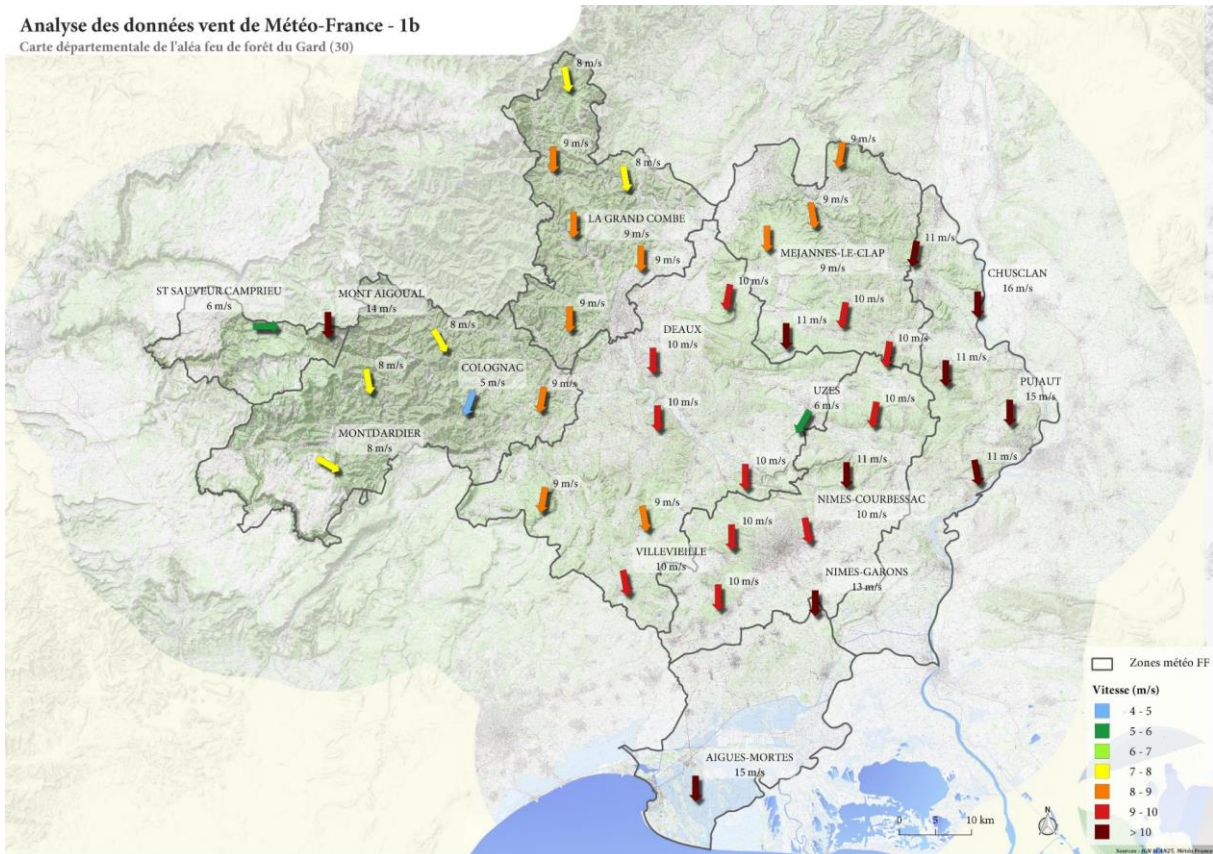 Analyse des données vent de Météo-France - 1b
Carte départementale de l'aléa feu de forêt du Gard (30)
8 m/s
9 m/s
9 m/s
8 m/s
9 m/s
LA GRAND COMBE
9 m/s
MEJANNES-LE-CLAP
9 m/s
11 m/s
9 m/s
CHUSCLAN
16 m/s
ST SAUVEUR CAMPRIEU
6 m/s
MONT AIGOUAL
14 m/s
10 m/s
9 m/s
10 m/s
8 m/s
11 m/s
DEAUX
10 m/s
10 m/s
8 m/s
COLOGNAC
5 m/s
11 m/s
PUJAUT
15 m/s
9 m/s
UZES
6 m/s
10 m/s
10 m/s
MONTDARDIER
8 m/s
11 m/s
11 m/s
10 m/s
9 m/s
NIMES-COURBESSAC
10 m/s
9 m/s
10 m/s
VILLEVIEILLE
10 m/s
NIMES-GARONS
13 m/s
10 m/s
AIGUES-MORTES
15 m/s
Zones météo FF
Vitesse (m/s)
4 - 5
5 - 6
6 - 7
7 - 8
8 - 9
9 - 10
> 10
N
0 5 10 km
Sources : IGN SCAN25, Météo France